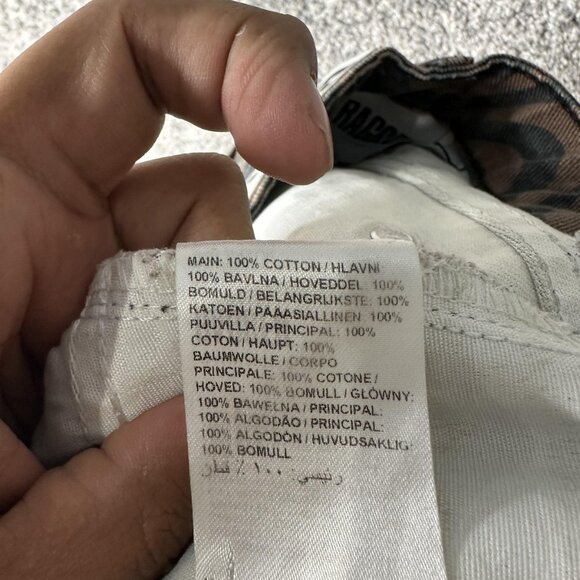 RAGG
MAIN: 100% COTTON / HLAVNI
100% BAVLNA / HOVEDDEL: 100%
BOMULD / BELANGRIJKSTE: 100%
KATOEN / PÄÄASIALLINEN: 100%
PUUVILLA / PRINCIPAL: 100%
COTON / HAUPT: 100%
BAUMWOLLE / CORPO
PRINCIPALE: 100% COTONE /
HOVED: 100% BOMULL / GŁÓWNY:
100% BAWEŁNA / PRINCIPAL:
100% ALGODÃO / PRINCIPAL:
100% ALGODÓN / HUVUDSAKLIG:
100% BOMULL
رئيسي: ١٠٠ ٪ قطن